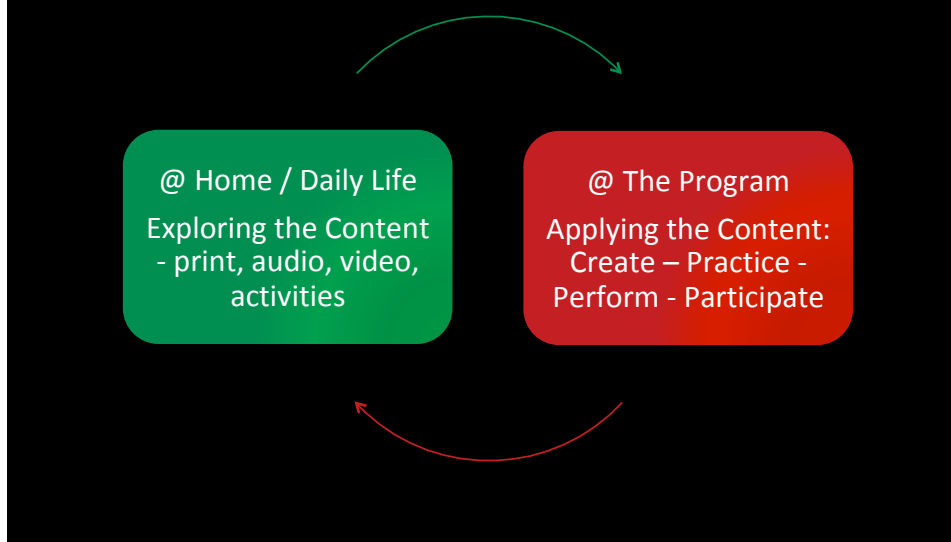 @ Home / Daily Life
Exploring the Content
- print, audio, video,
activities
@ The Program
Applying the Content:
Create – Practice -
Perform - Participate